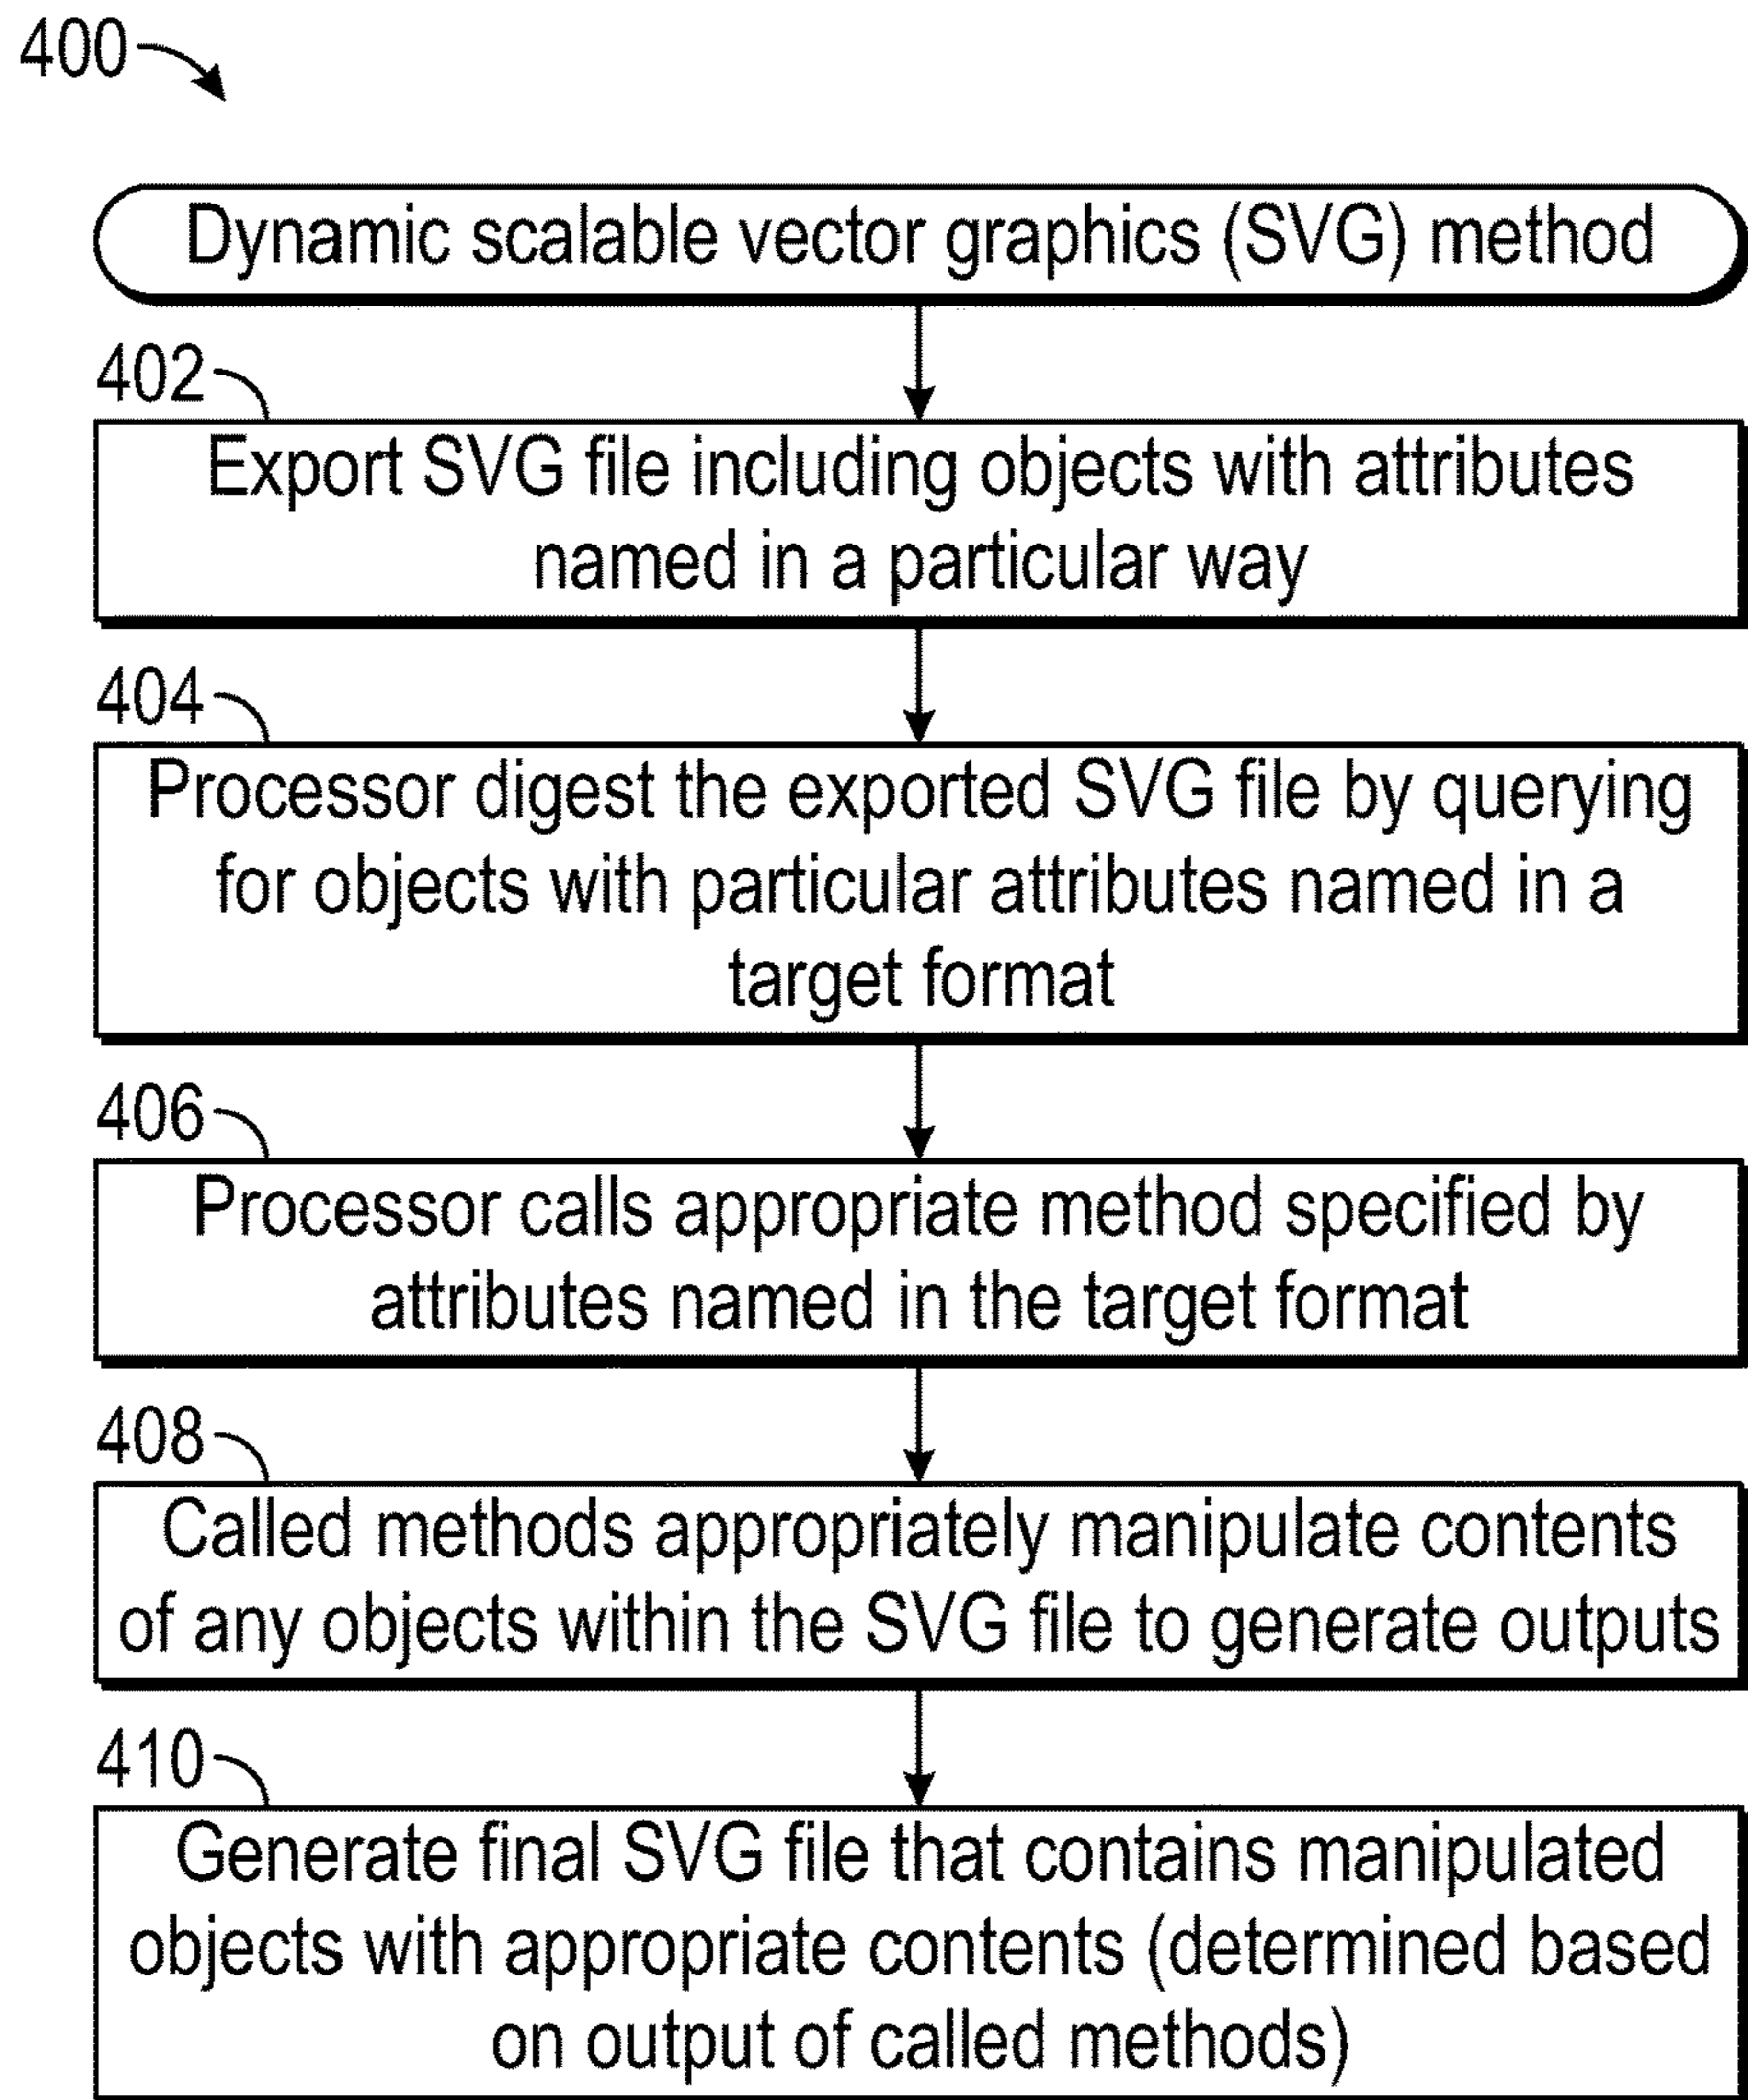 400
Dynamic scalable vector graphics (SVG) method
402
Export SVG file including objects with attributes
named in a particular way
404
Processor digest the exported SVG file by querying
for objects with particular attributes named in a
target format
406
Processor calls appropriate method specified by
attributes named in the target format
408
Called methods appropriately manipulate contents
of any objects within the SVG file to generate outputs
410
Generate final SVG file that contains manipulated
objects with appropriate contents (determined based
on output of called methods)